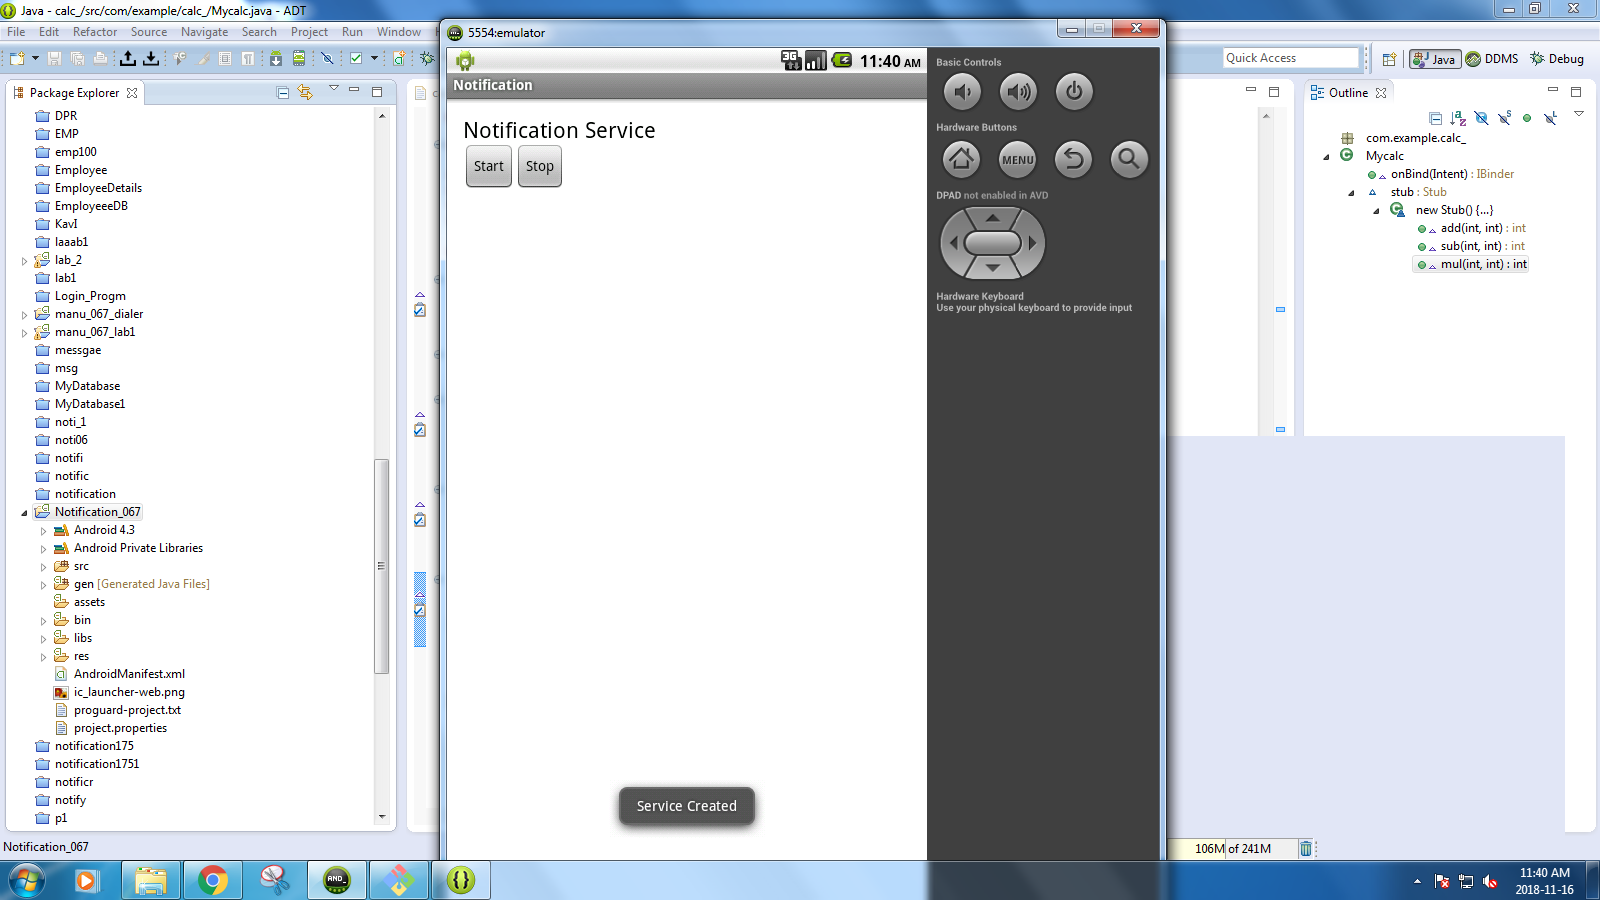 Java - calc_/src/com/example/calc_/Mycalc.java - ADT
File Edit Refactor Source Navigate Search Project Run Window
Quick Access
Java DDMS Debug
Package Explorer
DPR
EMP
emp100
Employee
EmployeeDetails
EmployeeeDB
KavI
laaab1
lab_2
lab1
Login_Progm
manu_067_dialer
manu_067_lab1
messgae
msg
MyDatabase
MyDatabase1
noti_1
noti06
notifi
notific
notification
Notification_067
Android 4.3
Android Private Libraries
src
gen [Generated Java Files]
assets
bin
libs
res
AndroidManifest.xml
ic_launcher-web.png
proguard-project.txt
project.properties
notification175
notification1751
notificr
notify
p1
Notification_067
5554:emulator
3G 11:40 AM
Notification
Notification Service
Start Stop
Service Created
Basic Controls
Hardware Buttons
MENU
DPAD not enabled in AVD
Hardware Keyboard
Use your physical keyboard to provide input
Outline
com.example.calc_
Mycalc
onBind(Intent) : IBinder
stub : Stub
new Stub() {...}
add(int, int) : int
sub(int, int) : int
mul(int, int) : int
106M of 241M
11:40 AM
2018-11-16